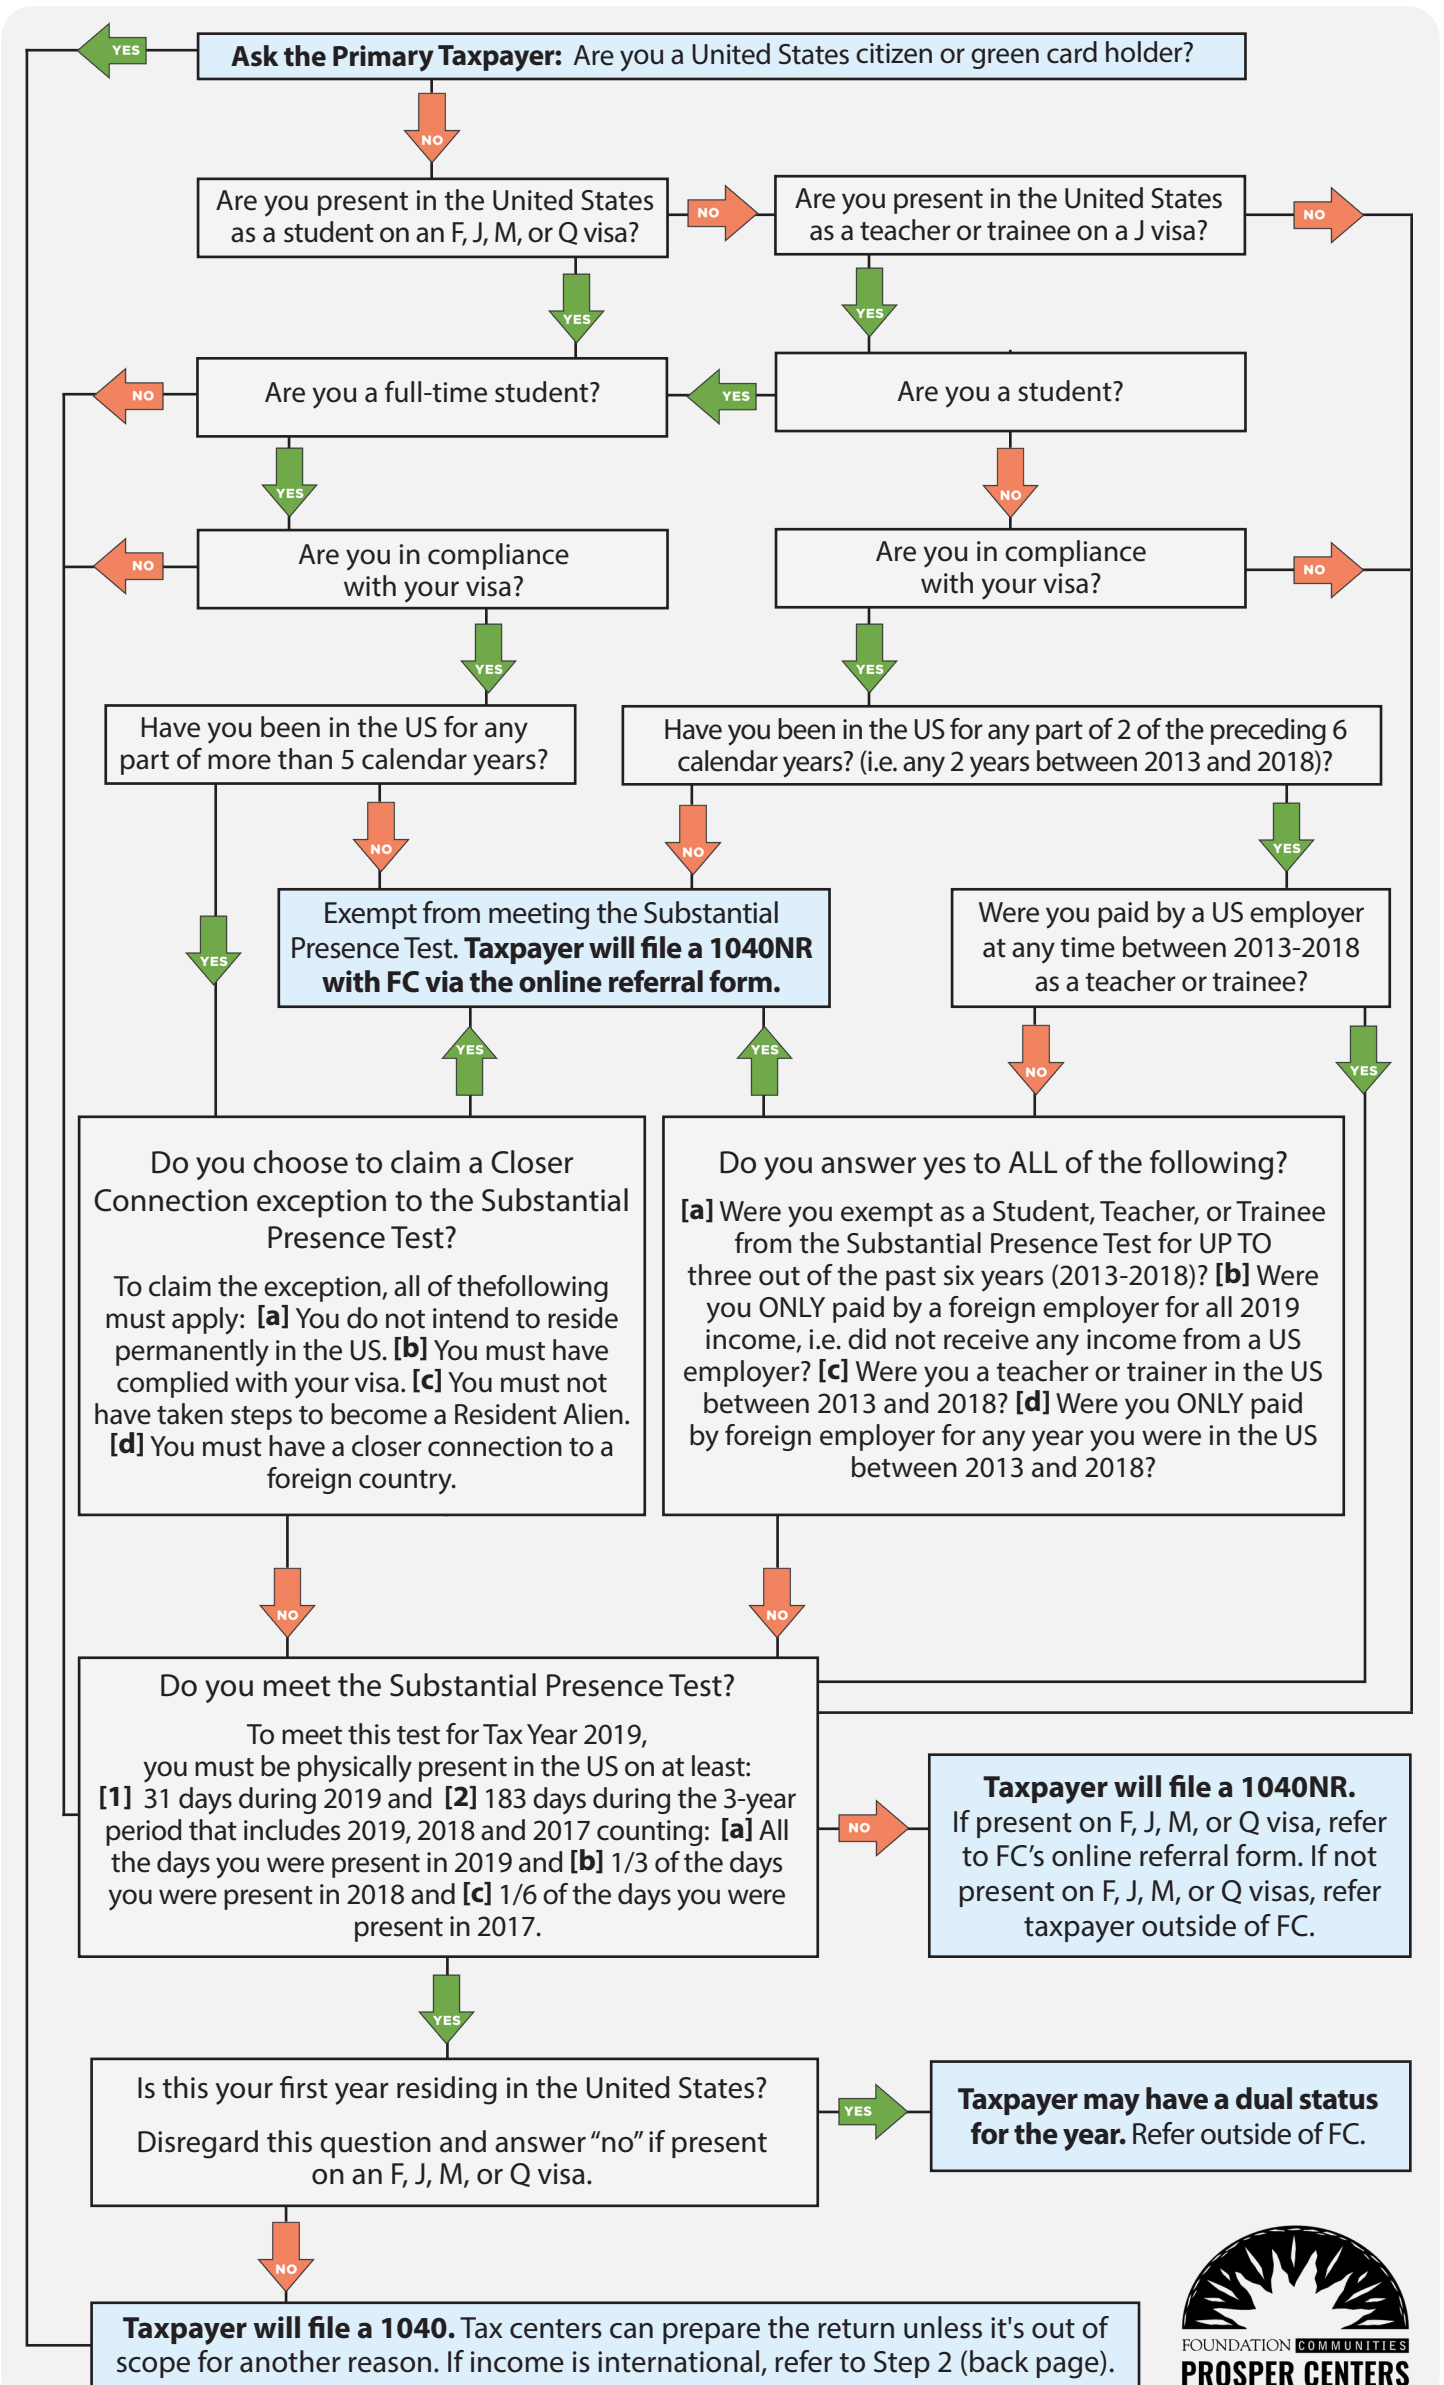 YES
Ask the Primary Taxpayer: Are you a United States citizen or green card holder?
NO
Are you present in the United States
as a student on an F, J, M, or Q visa?
NO
Are you present in the United States
as a teacher or trainee on a J visa?
NO
YES
YES
NO
Are you a full-time student?
YES
Are you a student?
YES
NO
NO
Are you in compliance
with your visa?
Are you in compliance
with your visa?
NO
YES
YES
Have you been in the US for any
part of more than 5 calendar years?
Have you been in the US for any part of 2 of the preceding 6
calendar years? (i.e. any 2 years between 2013 and 2018)?
NO
NO
YES
YES
Exempt from meeting the Substantial
Presence Test. Taxpayer will file a 1040NR
with FC via the online referral form.
Were you paid by a US employer
at any time between 2013-2018
as a teacher or trainee?
YES
YES
NO
YES
Do you choose to claim a Closer
Connection exception to the Substantial
Presence Test?
To claim the exception, all of thefollowing
must apply: [a] You do not intend to reside
permanently in the US. [b] You must have
complied with your visa. [c] You must not
have taken steps to become a Resident Alien.
[d] You must have a closer connection to a
foreign country.
Do you answer yes to ALL of the following?
[a] Were you exempt as a Student, Teacher, or Trainee
from the Substantial Presence Test for UP TO
three out of the past six years (2013-2018)? [b] Were
you ONLY paid by a foreign employer for all 2019
income, i.e. did not receive any income from a US
employer? [c] Were you a teacher or trainer in the US
between 2013 and 2018? [d] Were you ONLY paid
by foreign employer for any year you were in the US
between 2013 and 2018?
NO
NO
Do you meet the Substantial Presence Test?
To meet this test for Tax Year 2019,
you must be physically present in the US on at least:
[1] 31 days during 2019 and [2] 183 days during the 3-year
period that includes 2019, 2018 and 2017 counting: [a] All
the days you were present in 2019 and [b] 1/3 of the days
you were present in 2018 and [c] 1/6 of the days you were
present in 2017.
NO
Taxpayer will file a 1040NR.
If present on F, J, M, or Q visa, refer
to FC's online referral form. If not
present on F, J, M, or Q visas, refer
taxpayer outside of FC.
YES
Is this your first year residing in the United States?
Disregard this question and answer “no” if present
on an F, J, M, or Q visa.
YES
Taxpayer may have a dual status
for the year. Refer outside of FC.
NO
Taxpayer will file a 1040. Tax centers can prepare the return unless it's out of
scope for another reason. If income is international, refer to Step 2 (back page).
FOUNDATION COMMUNITIES
PROSPER CENTERS